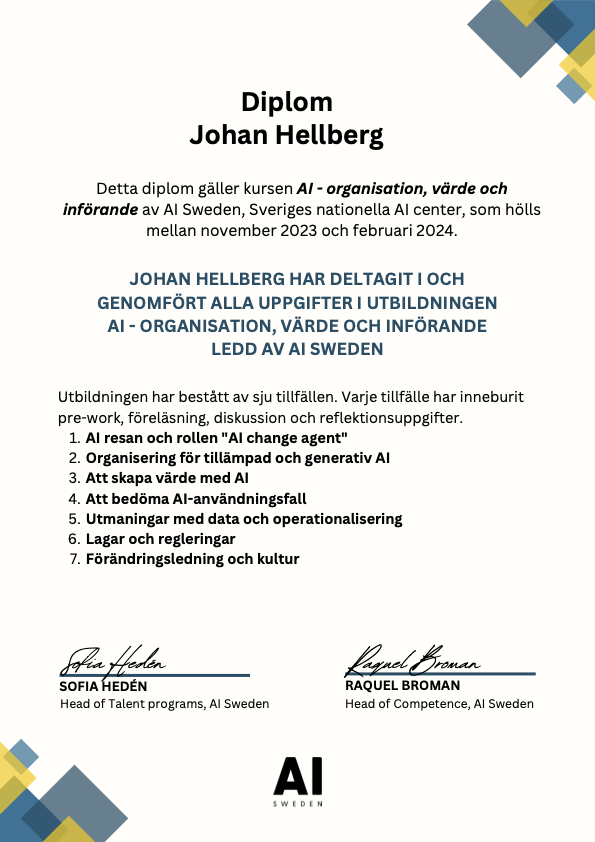 Diplom
Johan Hellberg
Detta diplom gäller kursen AI - organisation, värde och
införande av AI Sweden, Sveriges nationella AI center, som hölls
mellan november 2023 och februari 2024.
JOHAN HELLBERG HAR DELTAGIT I OCH
GENOMFÖRT ALLA UPPGIFTER I UTBILDNINGEN
AI - ORGANISATION, VÄRDE OCH INFÖRANDE
LEDD AV AI SWEDEN
Utbildningen har bestått av sju tillfällen. Varje tillfälle har inneburit
pre-work, föreläsning, diskussion och reflektionsuppgifter.
1. AI resan och rollen "AI change agent"
2. Organisering för tillämpad och generativ AI
3. Att skapa värde med AI
4. Att bedöma AI-användningsfall
5. Utmaningar med data och operationalisering
6. Lagar och regleringar
7. Förändringsledning och kultur
Sofia Hedén
SOFIA HEDÉN
Head of Talent programs, AI Sweden
Raquel Broman
RAQUEL BROMAN
Head of Competence, AI Sweden
AI
SWEDEN